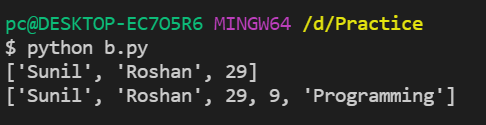 pc@DESKTOP-EC7O5R6 MINGW64 /d/Practice
$ python b.py
['Sunil', 'Roshan', 29]
['Sunil', 'Roshan', 29, 9, 'Programming']